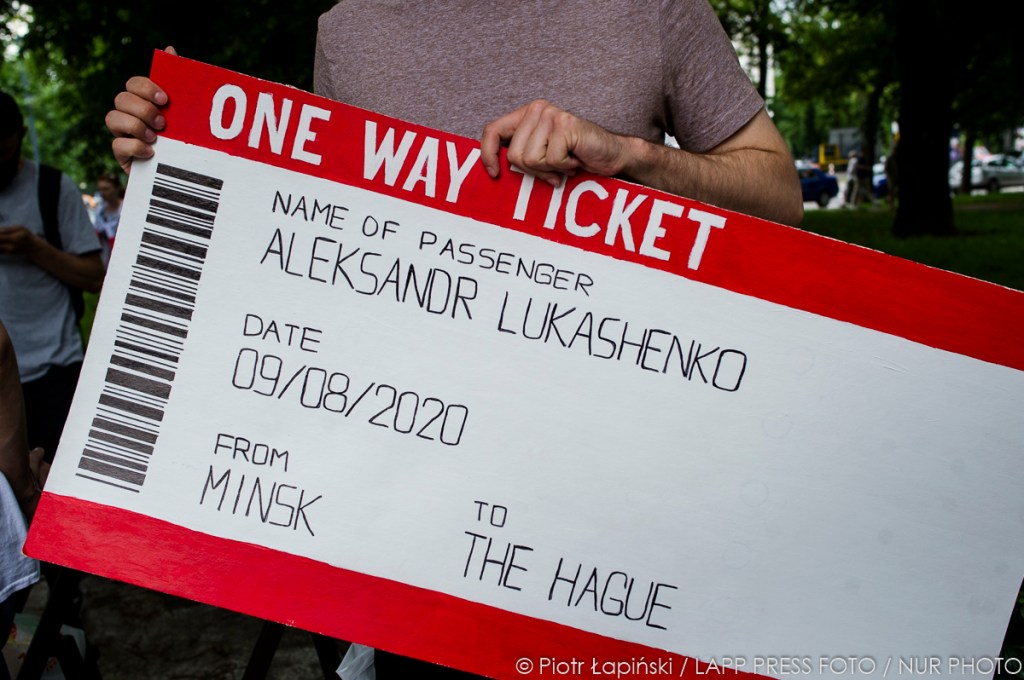 ONE WAY TICKET
NAME OF PASSENGER
ALEKSANDR LUKASHENKO
DATE
09/08/2020
FROM
MINSK
TO
THE HAGUE
© Piotr Łapiński / LAPP PRESS FOTO / NUR PHOTO